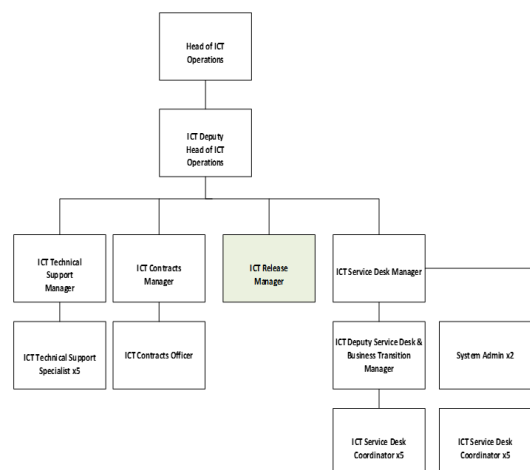 Head of ICT
Operations
ICT Deputy
Head of ICT
Operations
ICT Technical
Support
Manager
ICT Contracts
Manager
ICT Release
Manager
ICT Service Desk Manager
ICT Technical Support
Specialist x5
ICT Contracts Officer
ICT Deputy Service Desk &
Business Transition
Manager
System Admin x2
ICT Service Desk
Coordinator x5
ICT Service Desk
Coordinator x5